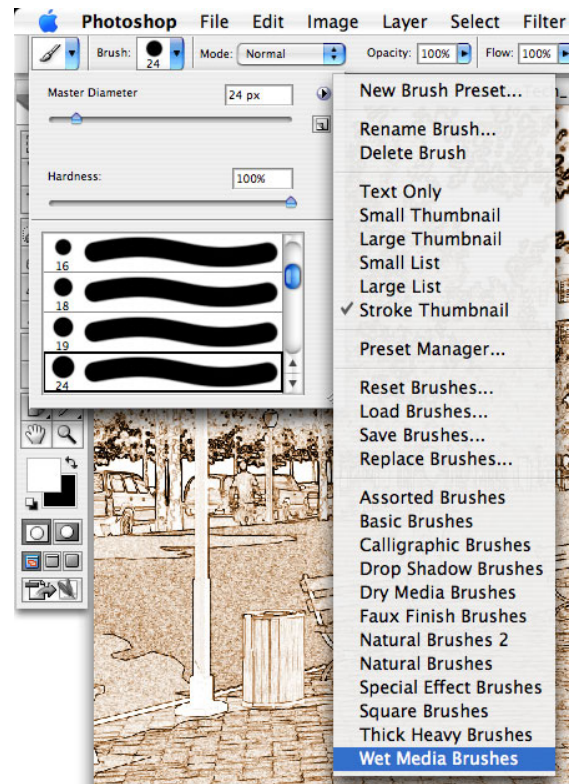 Photoshop File Edit Image Layer Select Filter
Brush: 24 Mode: Normal Opacity: 100% Flow: 100%
Master Diameter 24 px
Hardness: 100%
16
18
19
24
New Brush Preset...
Rename Brush...
Delete Brush
Text Only
Small Thumbnail
Large Thumbnail
Small List
Large List
✓ Stroke Thumbnail
Preset Manager...
Reset Brushes...
Load Brushes...
Save Brushes...
Replace Brushes...
Assorted Brushes
Basic Brushes
Calligraphic Brushes
Drop Shadow Brushes
Dry Media Brushes
Faux Finish Brushes
Natural Brushes 2
Natural Brushes
Special Effect Brushes
Square Brushes
Thick Heavy Brushes
Wet Media Brushes